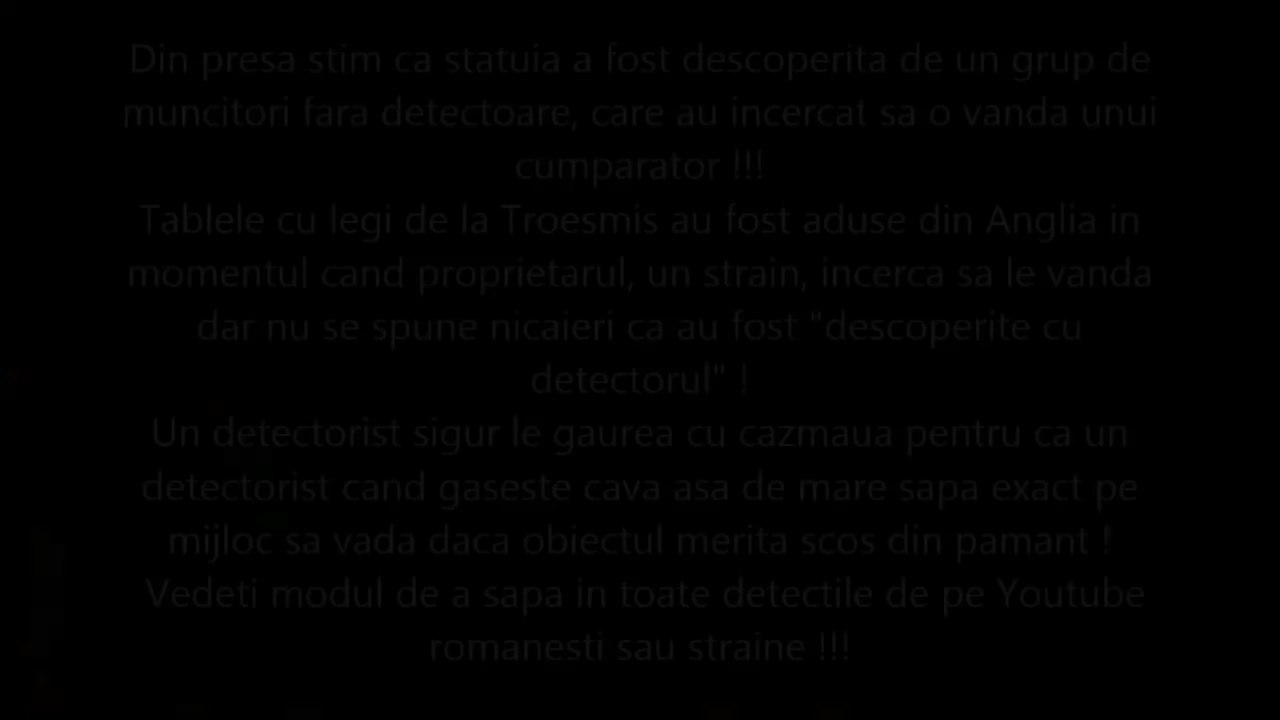 Din presa stim ca statuia a fost descoperita de un grup de
muncitori fara detectoare, care au incercat sa o vanda unui
cumparator !!!
Tablele cu legi de la Troesmis au fost aduse din Anglia in
momentul cand proprietarul, un strain, incerca sa le vanda
dar nu se spune nicaieri ca au fost "descoperite cu
detectorul" !
Un detectorist sigur le gaurea cu cazmaua pentru ca un
detectorist cand gaseste cava asa de mare sapa exact pe
mijloc sa vada daca obiectul merita scos din pamant !
Vedeti modul de a sapa in toate detectiile de pe Youtube
romanesti sau straine !!!